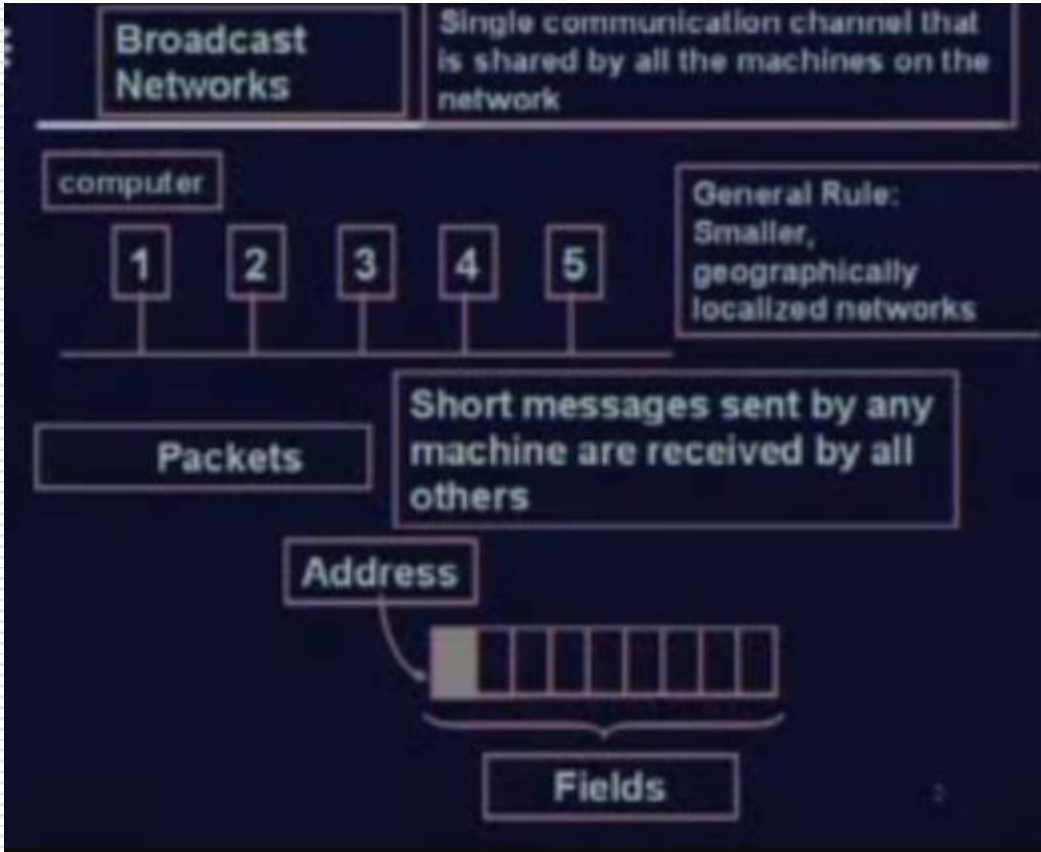 Broadcast
Networks
Single communication channel that
is shared by all the machines on the
network
computer
1 2 3 4 5
General Rule:
Smaller,
geographically
localized networks
Packets
Short messages sent by any
machine are received by all
others
Address
Fields
2